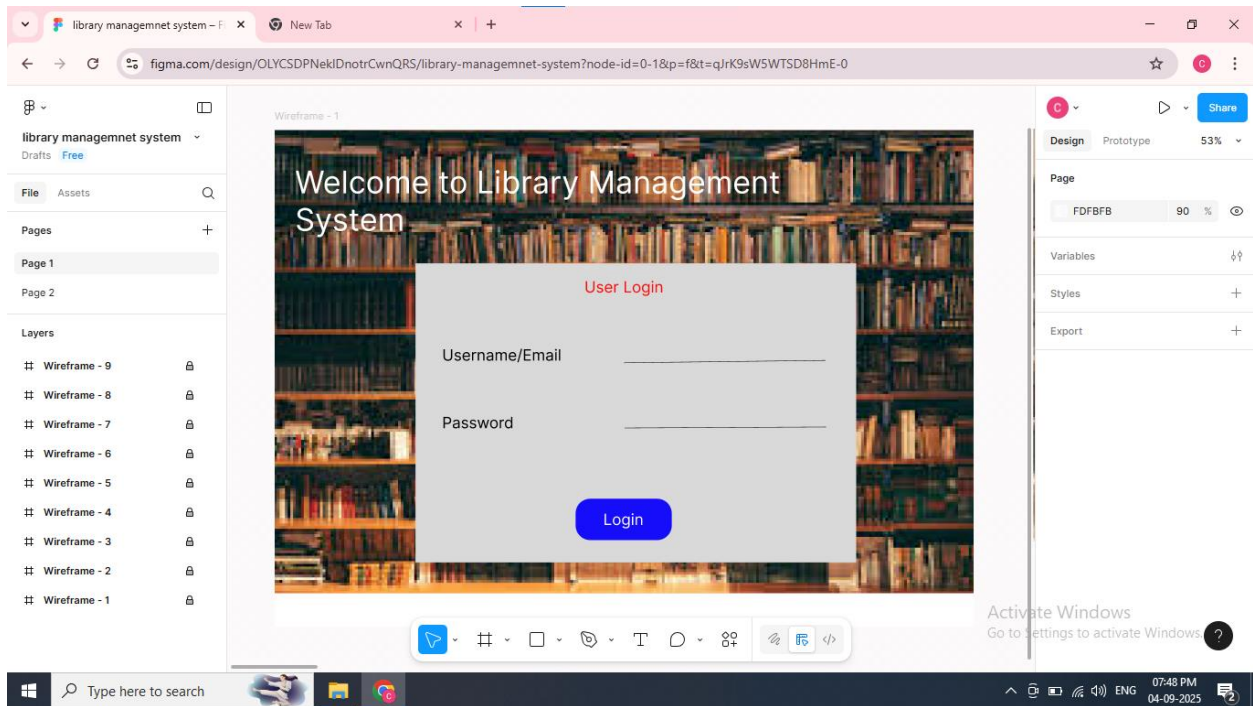 library managemnet system – F
New Tab
figma.com/design/OLYCSDPNekIDnotrCwnQRS/library-managemnet-system?node-id=0-1&p=f&t=qJrK9sW5WTSD8HmE-0
C
library managemnet system
Drafts Free
File Assets
Pages
Page 1
Page 2
Layers
Wireframe - 9
Wireframe - 8
Wireframe - 7
Wireframe - 6
Wireframe - 5
Wireframe - 4
Wireframe - 3
Wireframe - 2
Wireframe - 1
Wireframe - 1
Welcome to Library Management
System
User Login
Username/Email
Password
Login
C
Share
Design Prototype 53%
Page
FDFBFB 90 %
Variables
Styles
Export
Activate Windows
Go to Settings to activate Windows.
?
Type here to search
C
ENG
07:48 PM
04-09-2025
2